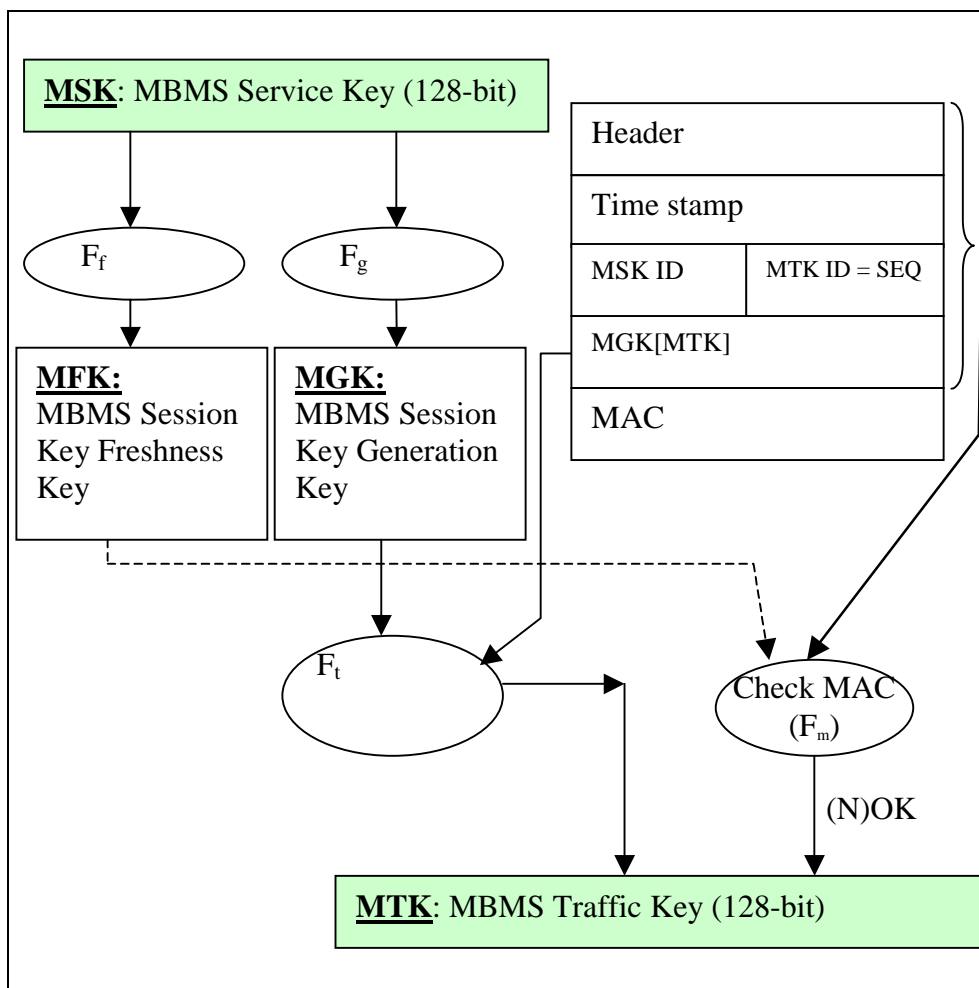 MSK: MBMS Service Key (128-bit)
Header
Time stamp
MSK ID
MTK ID = SEQ
MGK[MTK]
MAC
Ff
Fg
MFK:
MBMS Session
Key Freshness
Key
MGK:
MBMS Session
Key Generation
Key
Ft
Check MAC
(Fm)
(N)OK
MTK: MBMS Traffic Key (128-bit)